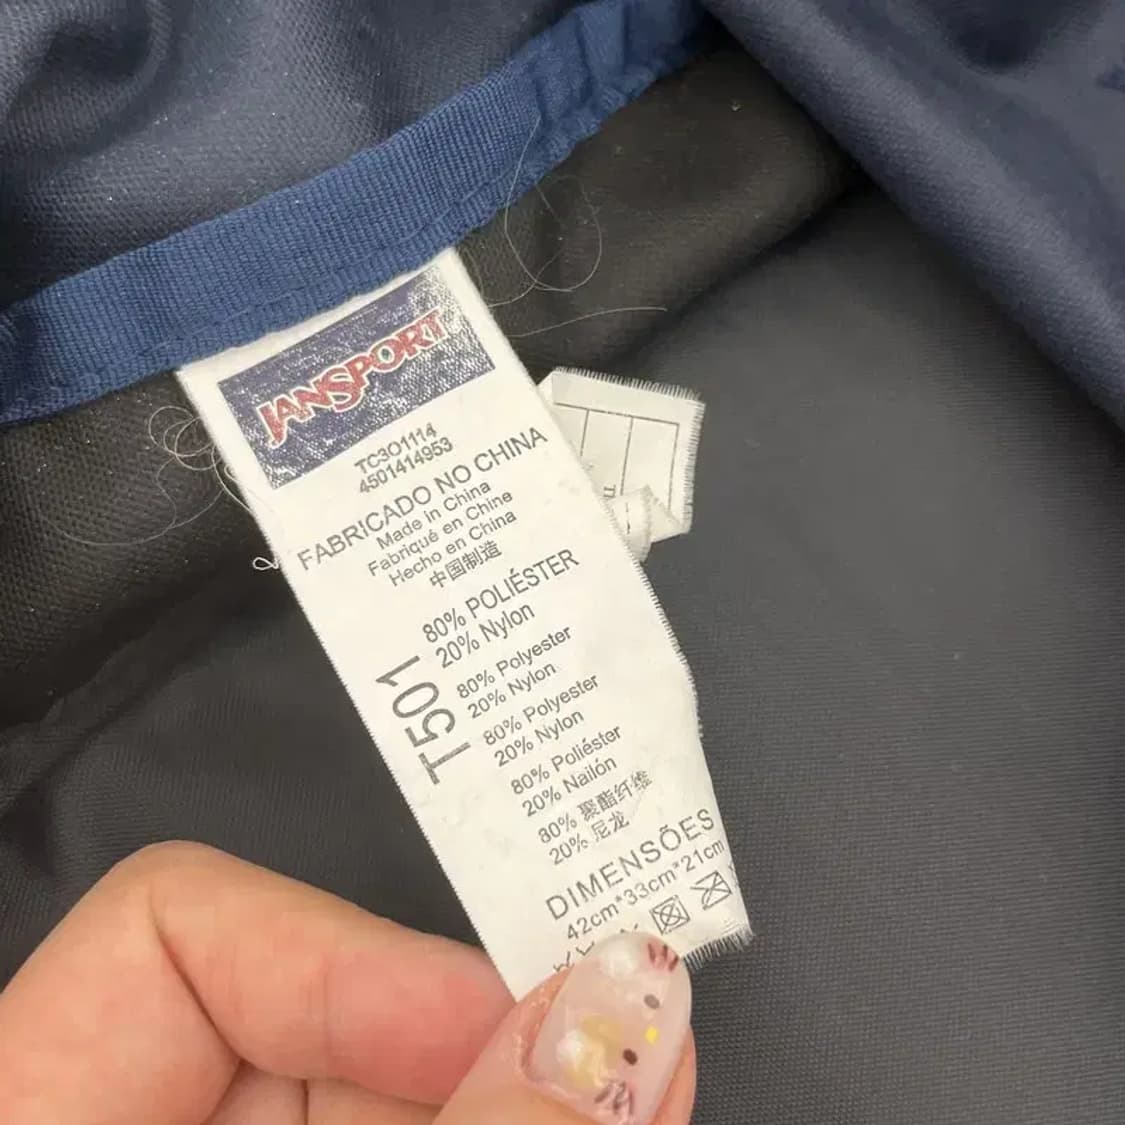 JANSPORT
TC3O1114
4501414953
FABRICADO NO CHINA
Made in China
Fabriqué en Chine
Hecho en China
中国制造
T501
80% POLIÉSTER
20% Nylon
80% Polyester
20% Nylon
80% Polyester
20% Nylon
80% Poliéster
20% Nailón
80% 聚酯纤维
20% 尼龙
DIMENSÕES
42cm*33cm*21cm